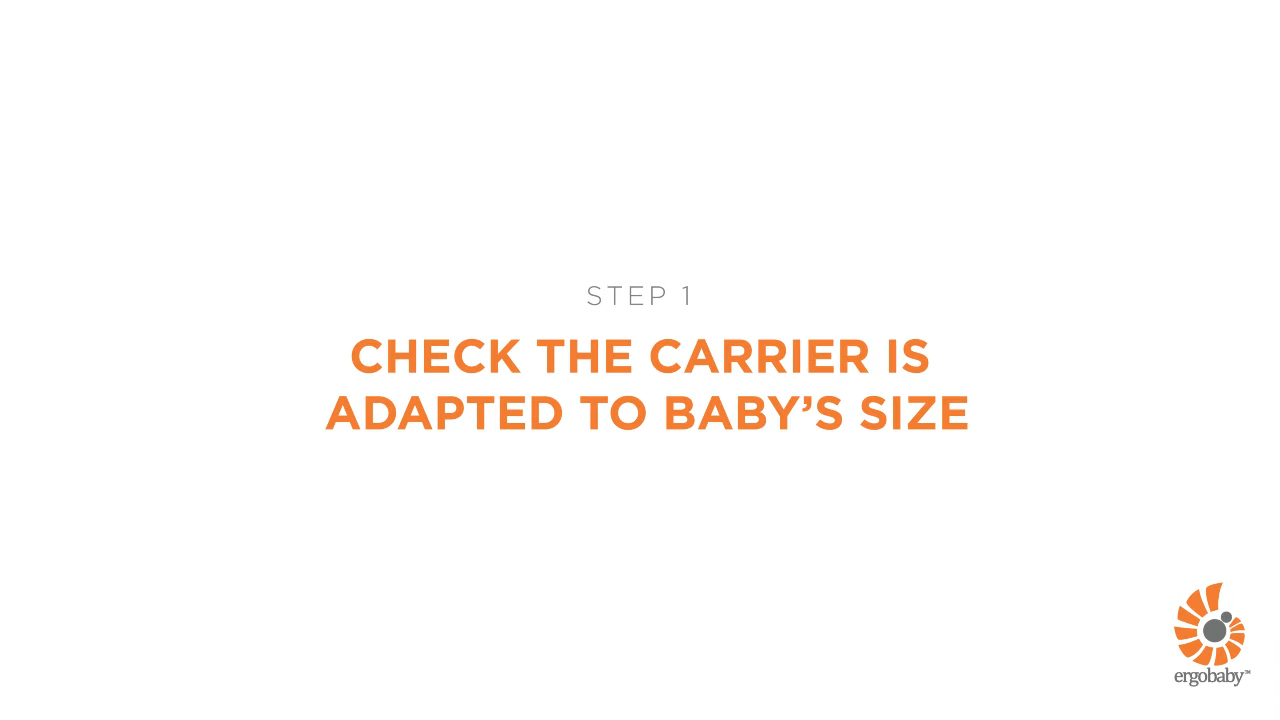 STEP 1
CHECK THE CARRIER IS
ADAPTED TO BABY’S SIZE
ergobaby™